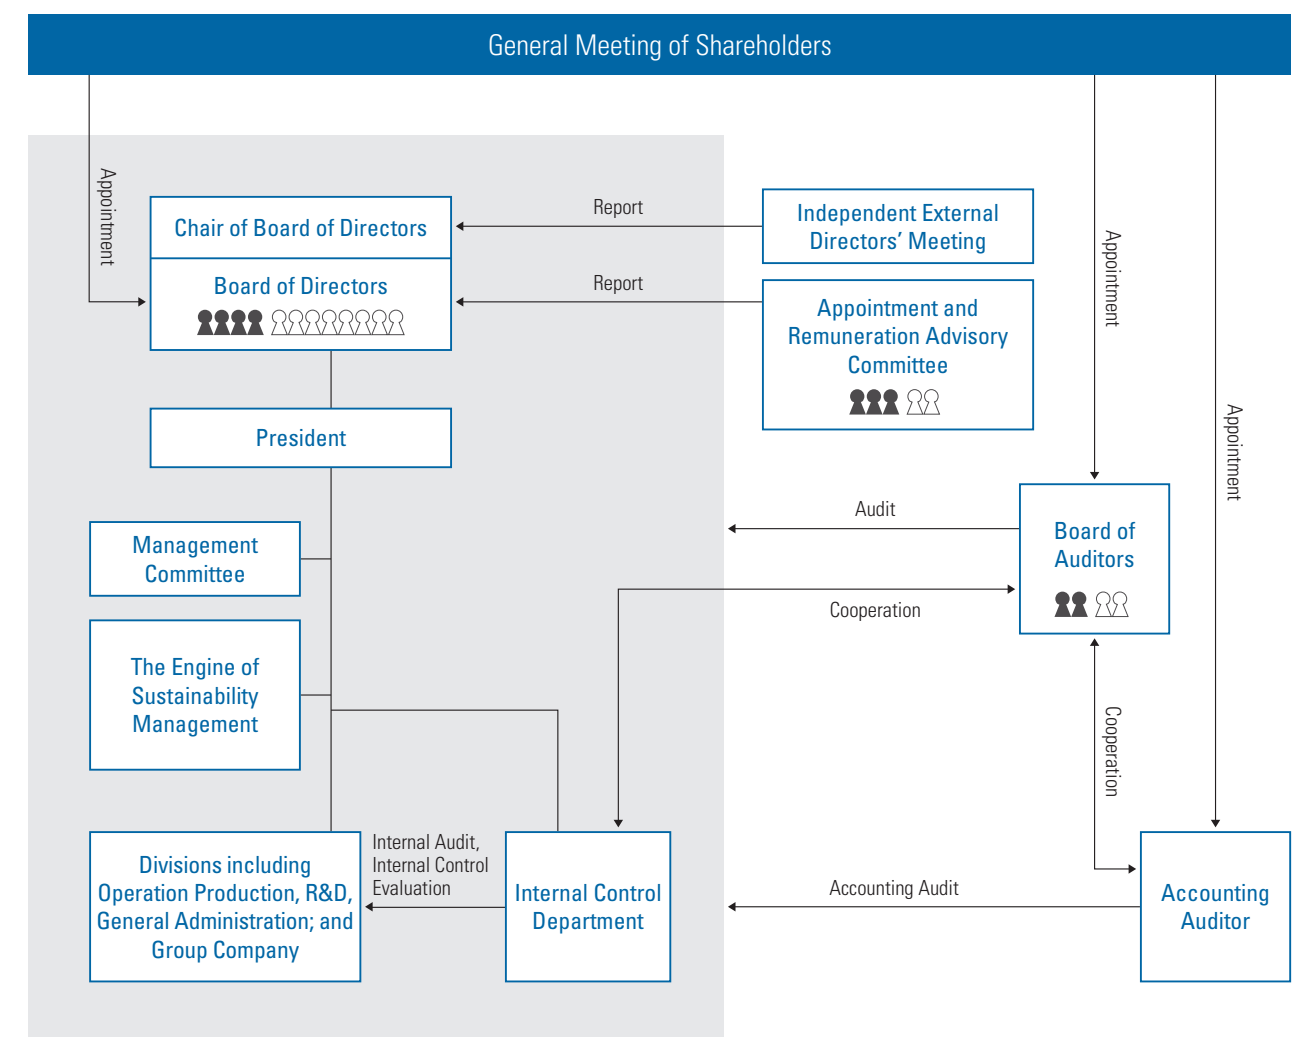 General Meeting of Shareholders
Appointment
Chair of Board of Directors
Board of Directors
Report
Independent External
Directors’ Meeting
Report
Appointment and
Remuneration Advisory
Committee
Appointment
Appointment
President
Management
Committee
Audit
Board of
Auditors
Cooperation
The Engine of
Sustainability
Management
Cooperation
Divisions including
Operation Production, R&D,
General Administration; and
Group Company
Internal Audit,
Internal Control
Evaluation
Internal Control
Department
Accounting Audit
Accounting
Auditor